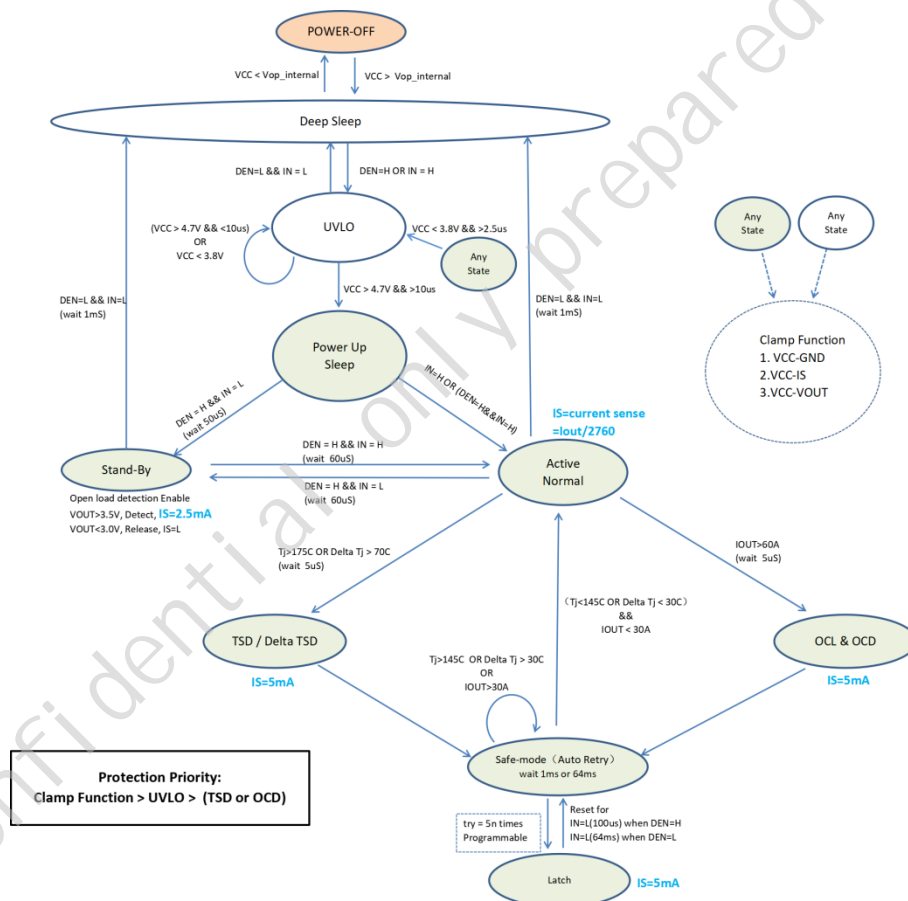 POWER-OFF
VCC < Vop_internal
VCC > Vop_internal
Deep Sleep
DEN=L && IN = L
DEN=H OR IN = H
UVLO
(VCC > 4.7V && <10us)
OR
VCC < 3.8V
VCC < 3.8V && >2.5us
Any
State
Any
State
Any
State
VCC > 4.7V && >10us
DEN=L && IN=L
(wait 1mS)
DEN=L && IN=L
(wait 1mS)
Power Up
Sleep
Clamp Function
1. VCC-GND
2.VCC-IS
3.VCC-VOUT
DEN = H && IN = L
(wait 50uS)
IN=H OR (DEN=H&&IN=H)
IS=current sense
=Iout/2760
DEN = H && IN = H
(wait 60uS)
Stand-By
Active
Normal
DEN = H && IN = L
(wait 60uS)
Open load detection Enable
VOUT>3.5V, Detect, IS=2.5mA
VOUT<3.0V, Release, IS=L
Tj>175C OR Delta Tj > 70C
(wait 5uS)
IOUT>60A
(wait 5uS)
（Tj<145C OR Delta Tj < 30C）
&&
IOUT < 30A
TSD / Delta TSD
OCL & OCD
IS=5mA
IS=5mA
Tj>145C OR Delta Tj > 30C
OR
IOUT>30A
Safe-mode（Auto Retry）
wait 1ms or 64ms
Protection Priority:
Clamp Function > UVLO > (TSD or OCD)
try = 5n times
Programmable
Reset for
IN=L(100us) when DEN=H
IN=L(64ms) when DEN=L
Latch
IS=5mA
onfidential only prepared